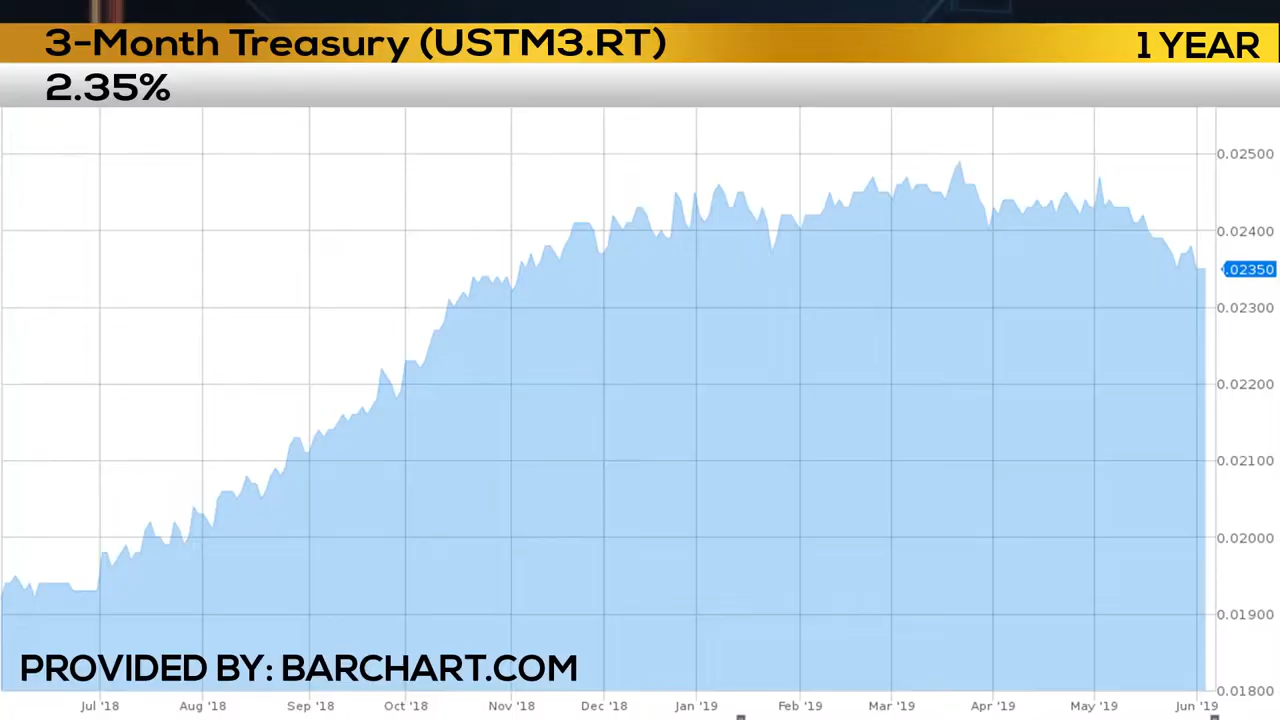 3-Month Treasury (USTM3.RT)
1 YEAR
2.35%
0.02500
0.02400
.02350
0.02300
0.02200
0.02100
0.02000
0.01900
0.01800
PROVIDED BY: BARCHART.COM
Jul '18 Aug '18 Sep '18 Oct '18 Nov '18 Dec '18 Jan '19 Feb '19 Mar '19 Apr '19 May '19 Jun '19